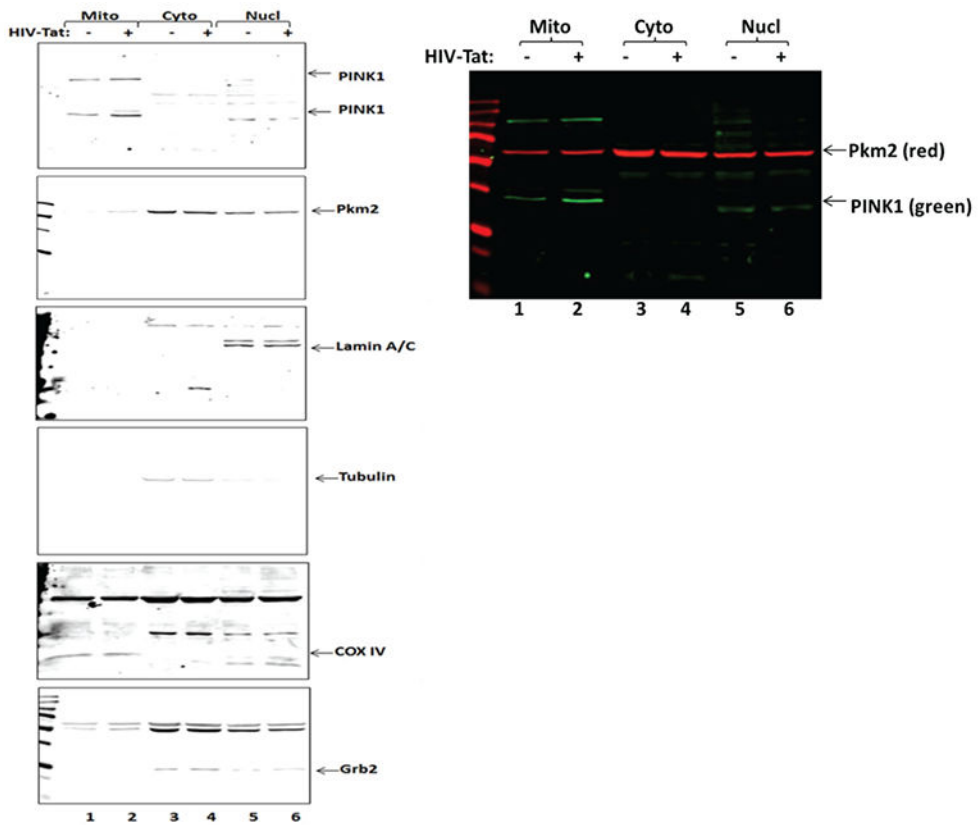 Mito Cyto Nucl
HIV-Tat: - + - + - +
PINK1
PINK1
Pkm2
Lamin A/C
Tubulin
COX IV
Grb2
1 2 3 4 5 6
Mito Cyto Nucl
HIV-Tat: - + - + - +
Pkm2 (red)
PINK1 (green)
1 2 3 4 5 6